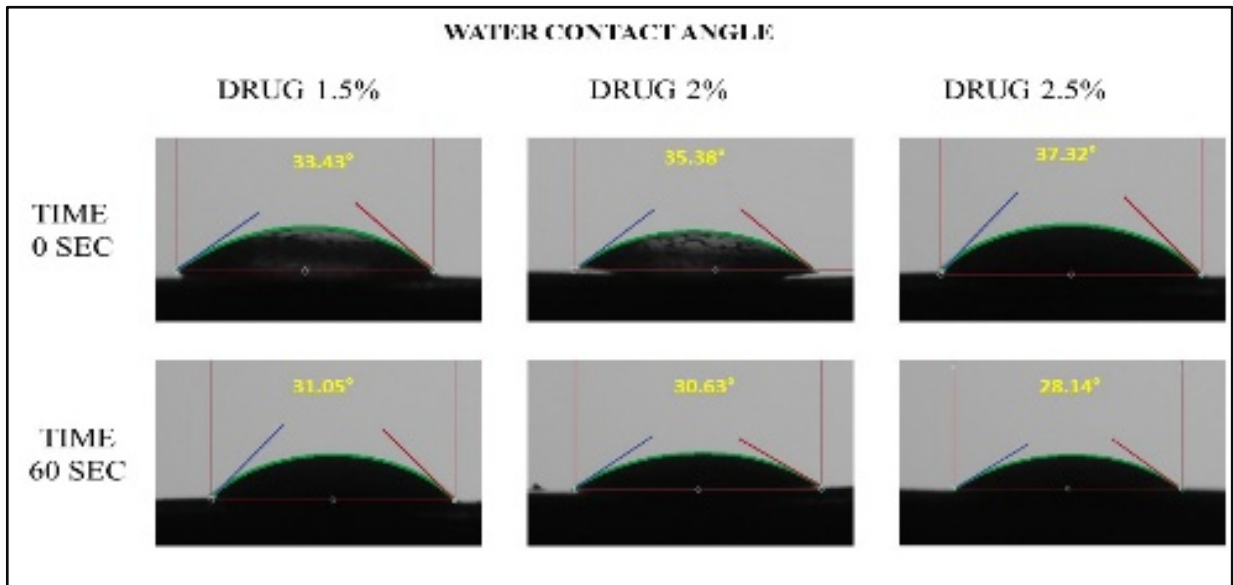 WATER CONTACT ANGLE
DRUG 1.5%
DRUG 2%
DRUG 2.5%
TIME
0 SEC
33.43°
35.38°
37.32°
TIME
60 SEC
31.05°
30.63°
28.14°